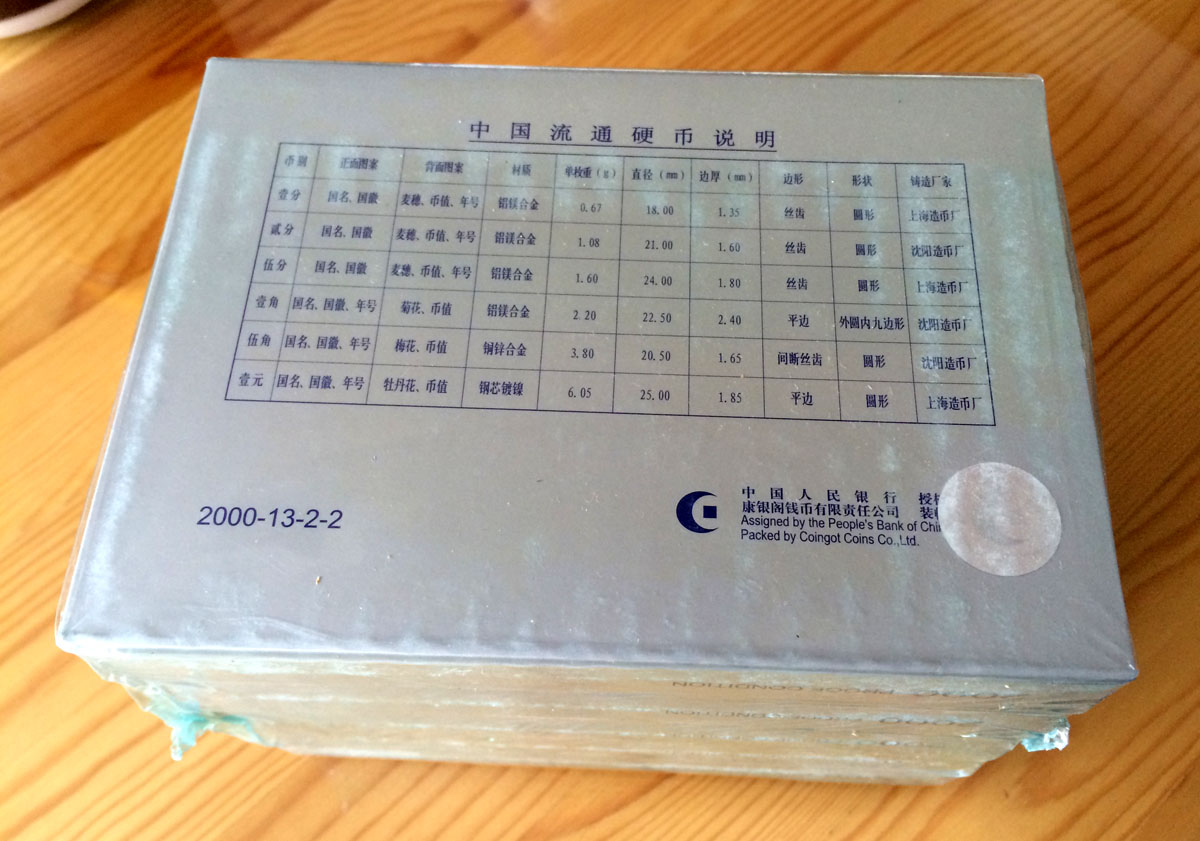 中国流通硬币说明
币别 正面图案 背面图案 材质 单枚重（g） 直径（mm） 边厚（mm） 边形 形状 铸造厂家
壹分 国名、国徽 麦穗、币值、年号 铝镁合金 0.67 18.00 1.35 丝齿 圆形 上海造币厂
贰分 国名、国徽 麦穗、币值、年号 铝镁合金 1.08 21.00 1.60 丝齿 圆形 沈阳造币厂
伍分 国名、国徽 麦穗、币值、年号 铝镁合金 1.60 24.00 1.80 丝齿 圆形 上海造币厂
壹角 国名、国徽、年号 菊花、币值 铝镁合金 2.20 22.50 2.40 平边 外圆内九边形 沈阳造币厂
伍角 国名、国徽、年号 梅花、币值 铜锌合金 3.80 20.50 1.65 间断丝齿 圆形 沈阳造币厂
壹元 国名、国徽、年号 牡丹花、币值 钢芯镀镍 6.05 25.00 1.85 平边 圆形 上海造币厂
2000-13-2-2
中国人民银行 授
康银阁钱币有限责任公司 装
Assigned by the People's Bank of
Packed by Coingot Coins Co.,Ltd.
CONDITION